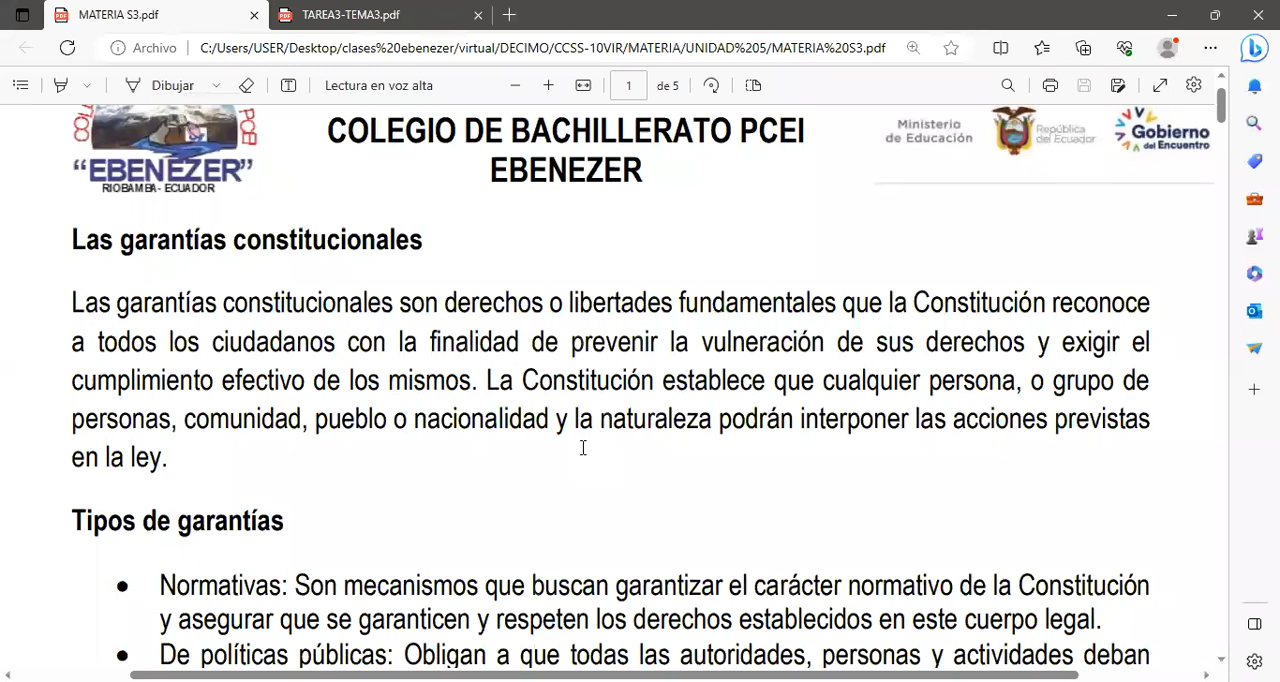 MATERIA S3.pdf
TAREA3-TEMA3.pdf
Archivo
C:/Users/USER/Desktop/clases%20ebenezer/virtual/DECIMO/CCSS-10VIR/MATERIA/UNIDAD%205/MATERIA%20S3.pdf
Dibujar
Lectura en voz alta
1
de 5
PCEI
"EBENEZER"
RIOBAMBA- ECUADOR
COLEGIO DE BACHILLERATO PCEI
EBENEZER
Ministerio
de Educación
República
del Ecuador
Gobierno
del Encuentro
Las garantías constitucionales
Las garantías constitucionales son derechos o libertades fundamentales que la Constitución reconoce
a todos los ciudadanos con la finalidad de prevenir la vulneración de sus derechos y exigir el
cumplimiento efectivo de los mismos. La Constitución establece que cualquier persona, o grupo de
personas, comunidad, pueblo o nacionalidad y la naturaleza podrán interponer las acciones previstas
en la ley.
Tipos de garantías
• Normativas: Son mecanismos que buscan garantizar el carácter normativo de la Constitución
y asegurar que se garanticen y respeten los derechos establecidos en este cuerpo legal.
• De políticas públicas: Obligan a que todas las autoridades, personas y actividades deban